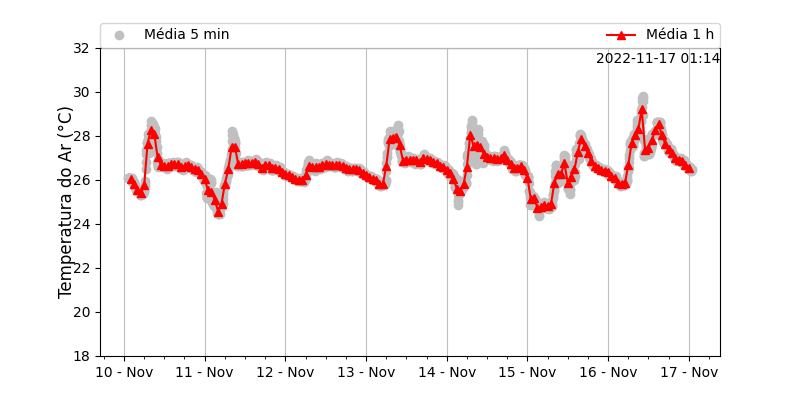 Média 5 min
Média 1 h
2022-11-17 01:14
Temperatura do Ar (°C)
32
30
28
26
24
22
20
18
10 - Nov
11 - Nov
12 - Nov
13 - Nov
14 - Nov
15 - Nov
16 - Nov
17 - Nov